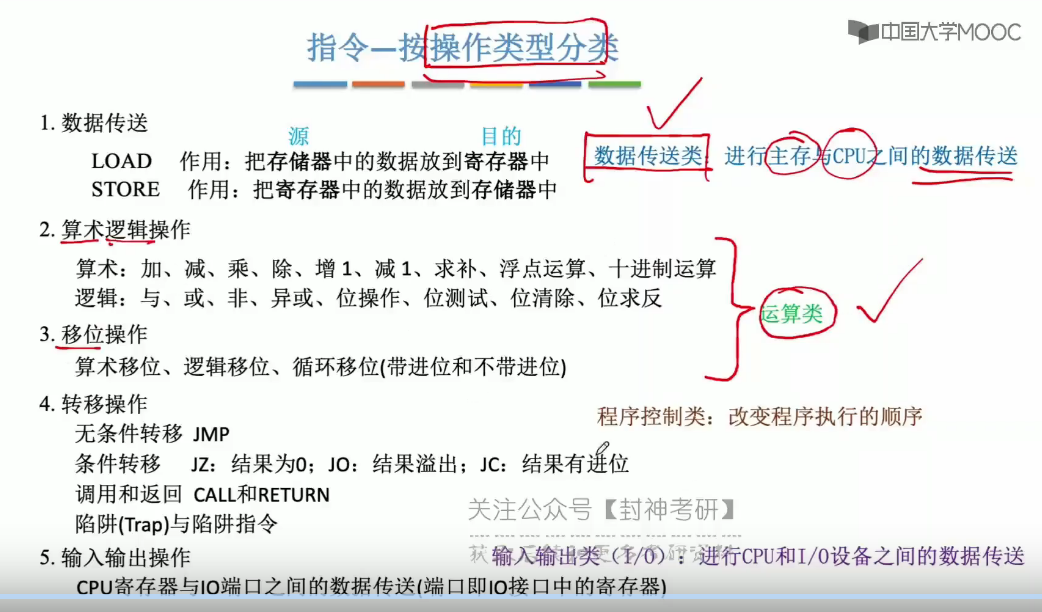 中国大学MOOC
指令—按操作类型分类
1. 数据传送
源 目的
LOAD 作用：把存储器中的数据放到寄存器中
STORE 作用：把寄存器中的数据放到存储器中
数据传送类：进行主存与CPU之间的数据传送
2. 算术逻辑操作
算术：加、减、乘、除、增 1、减 1、求补、浮点运算、十进制运算
逻辑：与、或、非、异或、位操作、位测试、位清除、位求反
运算类
3. 移位操作
算术移位、逻辑移位、循环移位(带进位和不带进位)
4. 转移操作
程序控制类：改变程序执行的顺序
无条件转移 JMP
条件转移 JZ：结果为0；JO：结果溢出；JC：结果有进位
调用和返回 CALL和RETURN
陷阱(Trap)与陷阱指令
关注公众号【封神考研】
5. 输入输出操作
输入输出类（I/O）：进行CPU和I/O设备之间的数据传送
CPU寄存器与IO端口之间的数据传送(端口即IO接口中的寄存器)